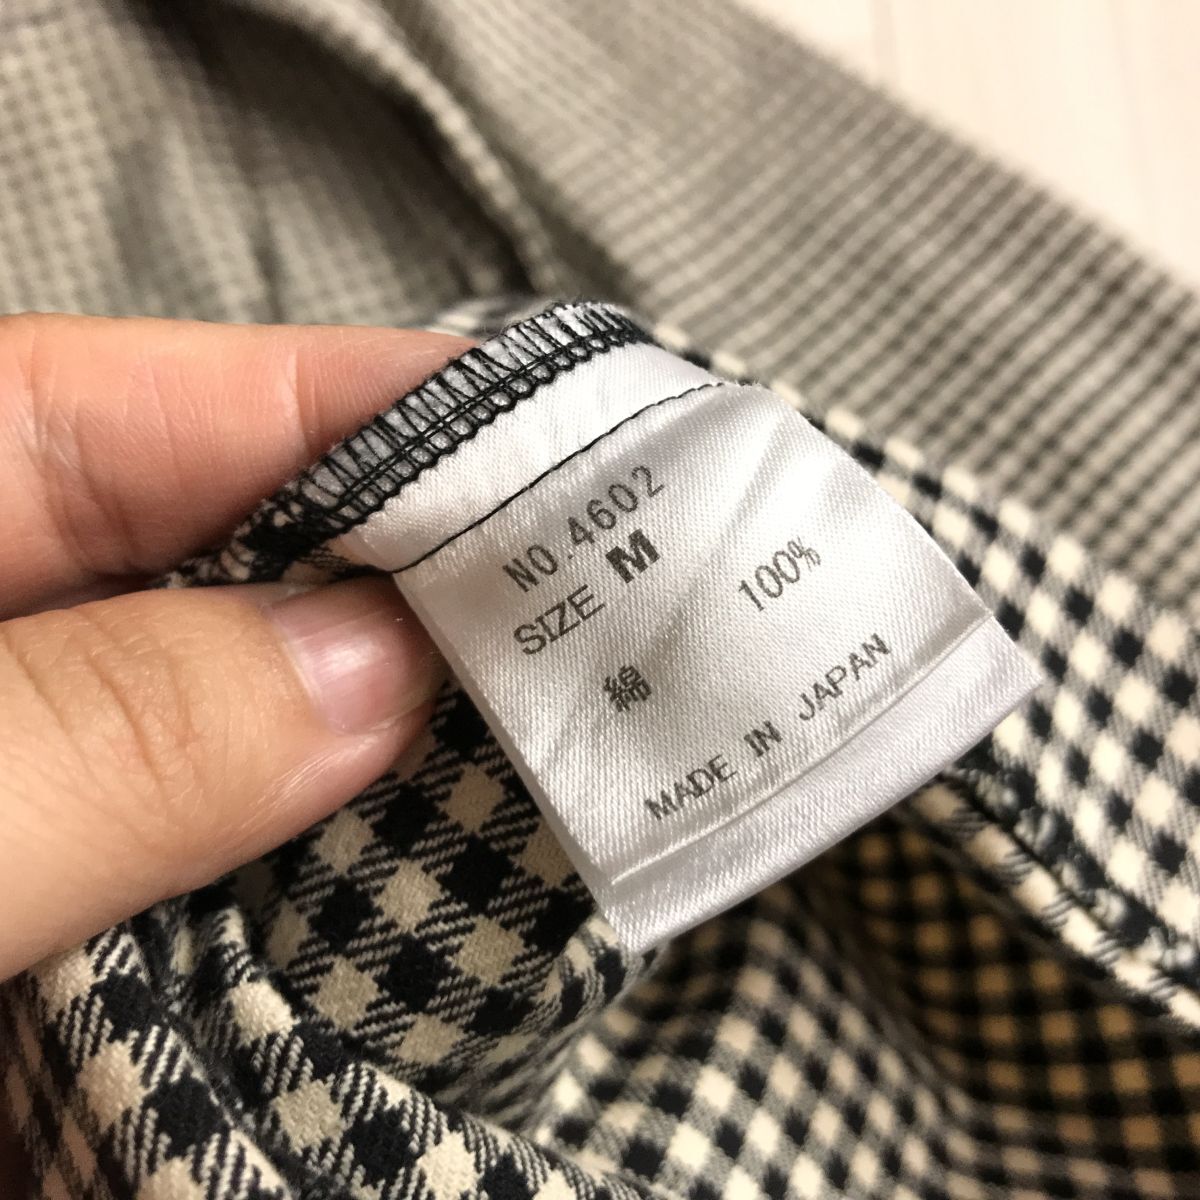 NO.4602
SIZE M
綿 100%
MADE IN JAPAN